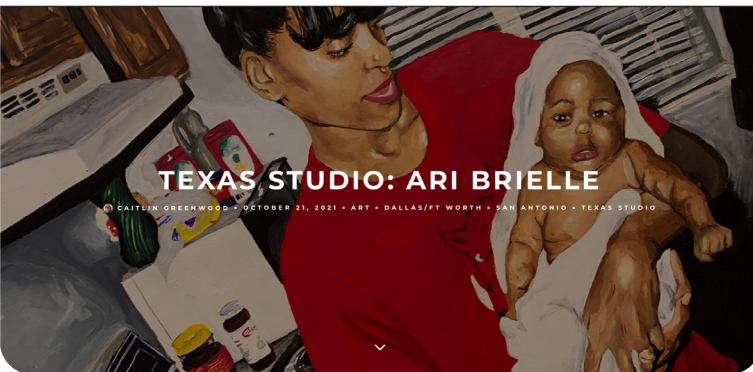 TEXAS STUDIO: ARI BRIELLE
CAITLIN GREENWOOD × OCTOBER 21, 2021 × ART × DALLAS/FT WORTH × SAN ANTONIO × TEXAS STUDIO